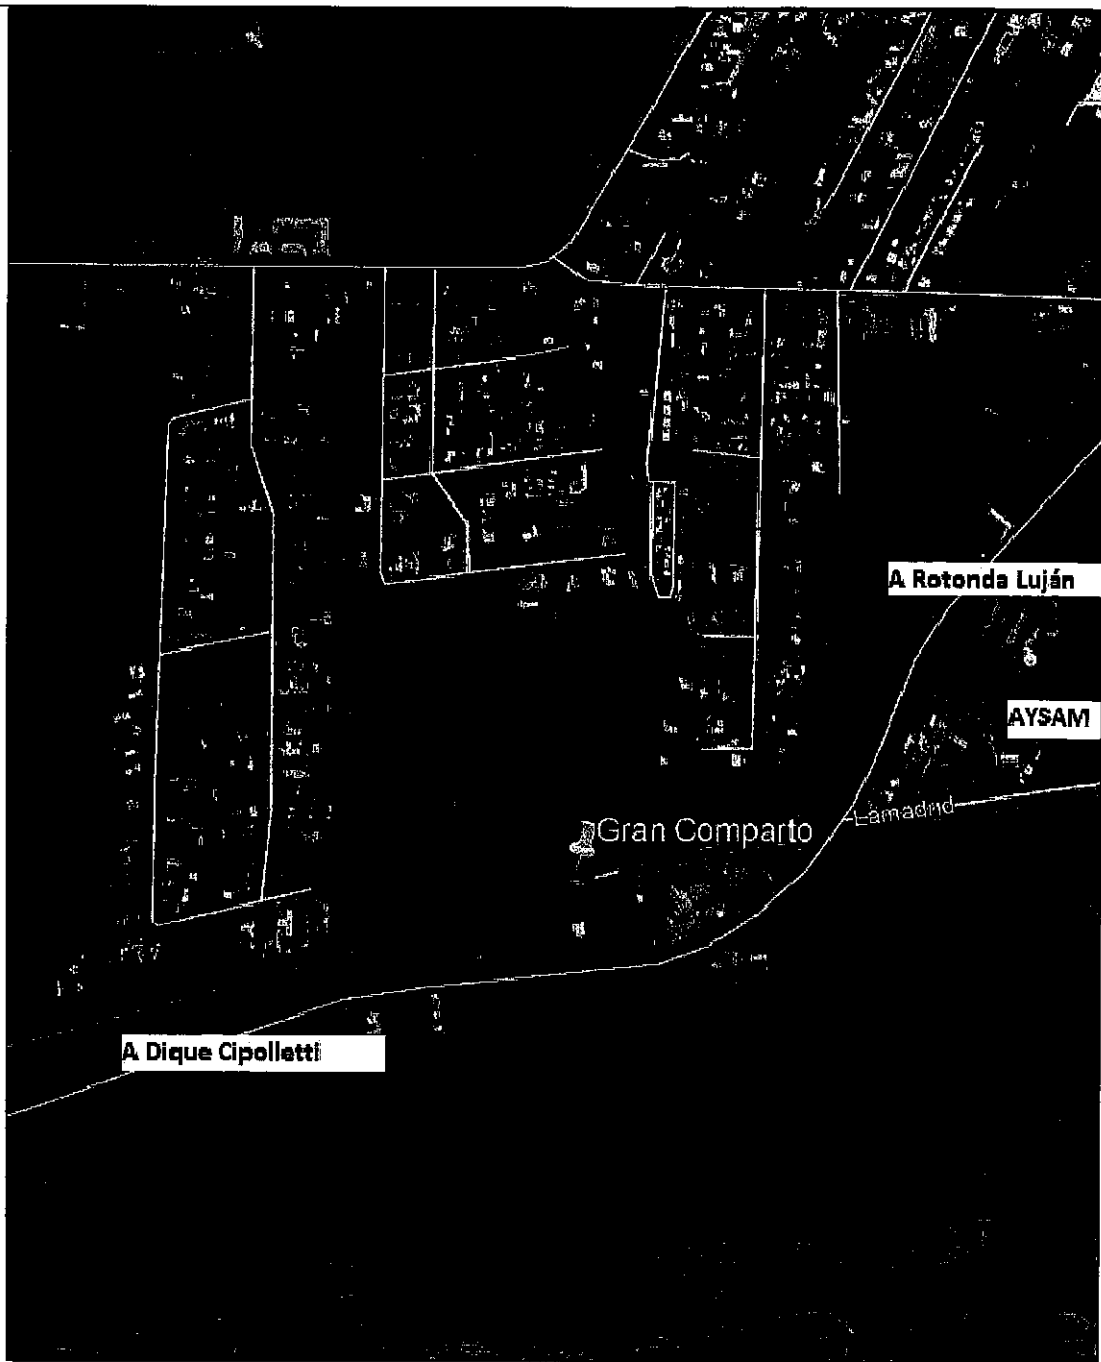 A Rotonda Luján
AYSAM
Lamadrid
Gran Comparto
A Dique Cipolletti